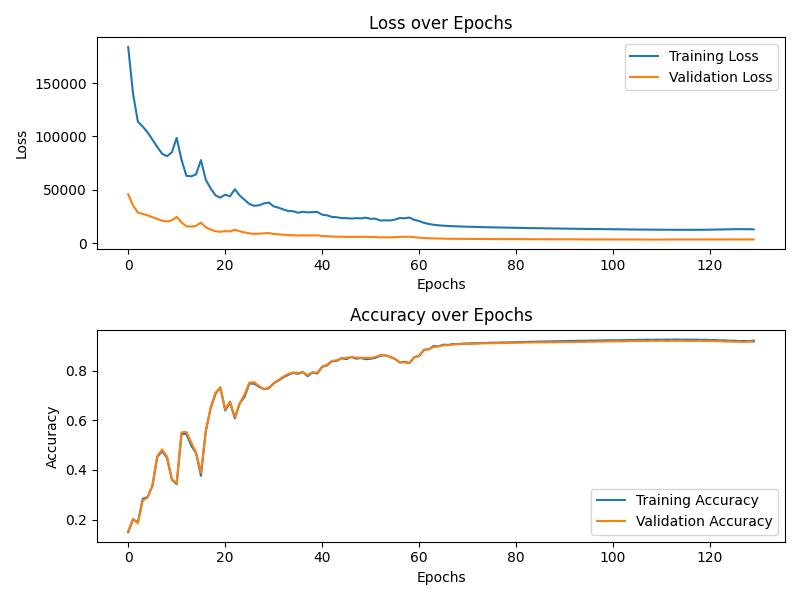 Loss over Epochs
150000
100000
50000
0
Loss
Training Loss
Validation Loss
0 20 40 60 80 100 120
Epochs
Accuracy over Epochs
0.8
0.6
0.4
0.2
Accuracy
Training Accuracy
Validation Accuracy
0 20 40 60 80 100 120
Epochs